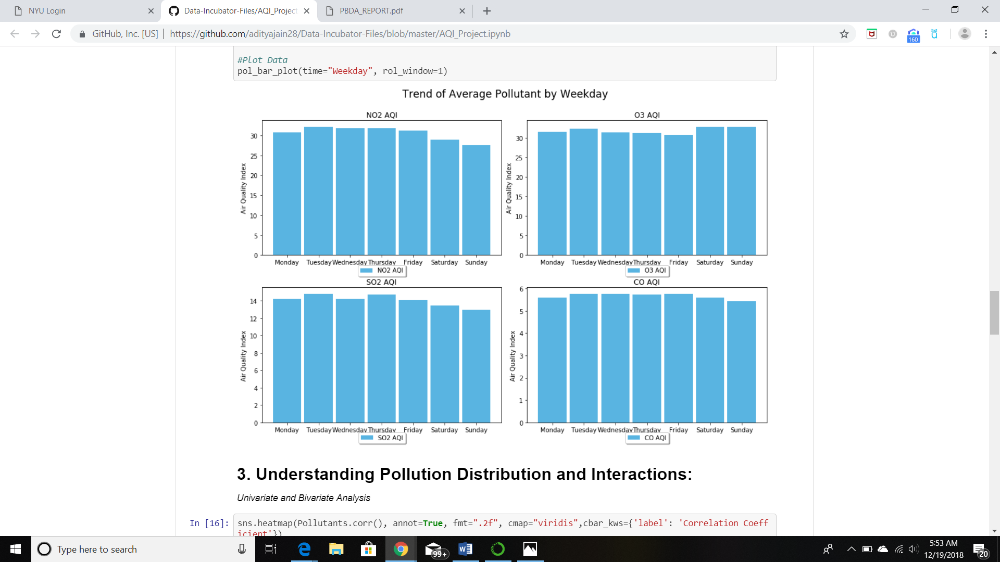 NYU Login
Data-Incubator-Files/AQI_Project
PBDA_REPORT.pdf
GitHub, Inc. [US] | https://github.com/adityajain28/Data-Incubator-Files/blob/master/AQI_Project.ipynb
160
#Plot Data
pol_bar_plot(time="Weekday", rol_window=1)
Trend of Average Pollutant by Weekday
NO2 AQI
Air Quality Index
30
25
20
15
10
5
0
Monday Tuesday Wednesday Thursday Friday Saturday Sunday
NO2 AQI
O3 AQI
Air Quality Index
30
25
20
15
10
5
0
Monday Tuesday Wednesday Thursday Friday Saturday Sunday
O3 AQI
SO2 AQI
Air Quality Index
14
12
10
8
6
4
2
0
Monday Tuesday Wednesday Thursday Friday Saturday Sunday
SO2 AQI
CO AQI
Air Quality Index
6
5
4
3
2
1
0
Monday Tuesday Wednesday Thursday Friday Saturday Sunday
CO AQI
3. Understanding Pollution Distribution and Interactions:
Univariate and Bivariate Analysis
In [16]: sns.heatmap(Pollutants.corr(), annot=True, fmt=".2f", cmap="viridis",cbar_kws={'label': 'Correlation Coeff
icient'})
Type here to search
99+
5:53 AM
12/19/2018
20